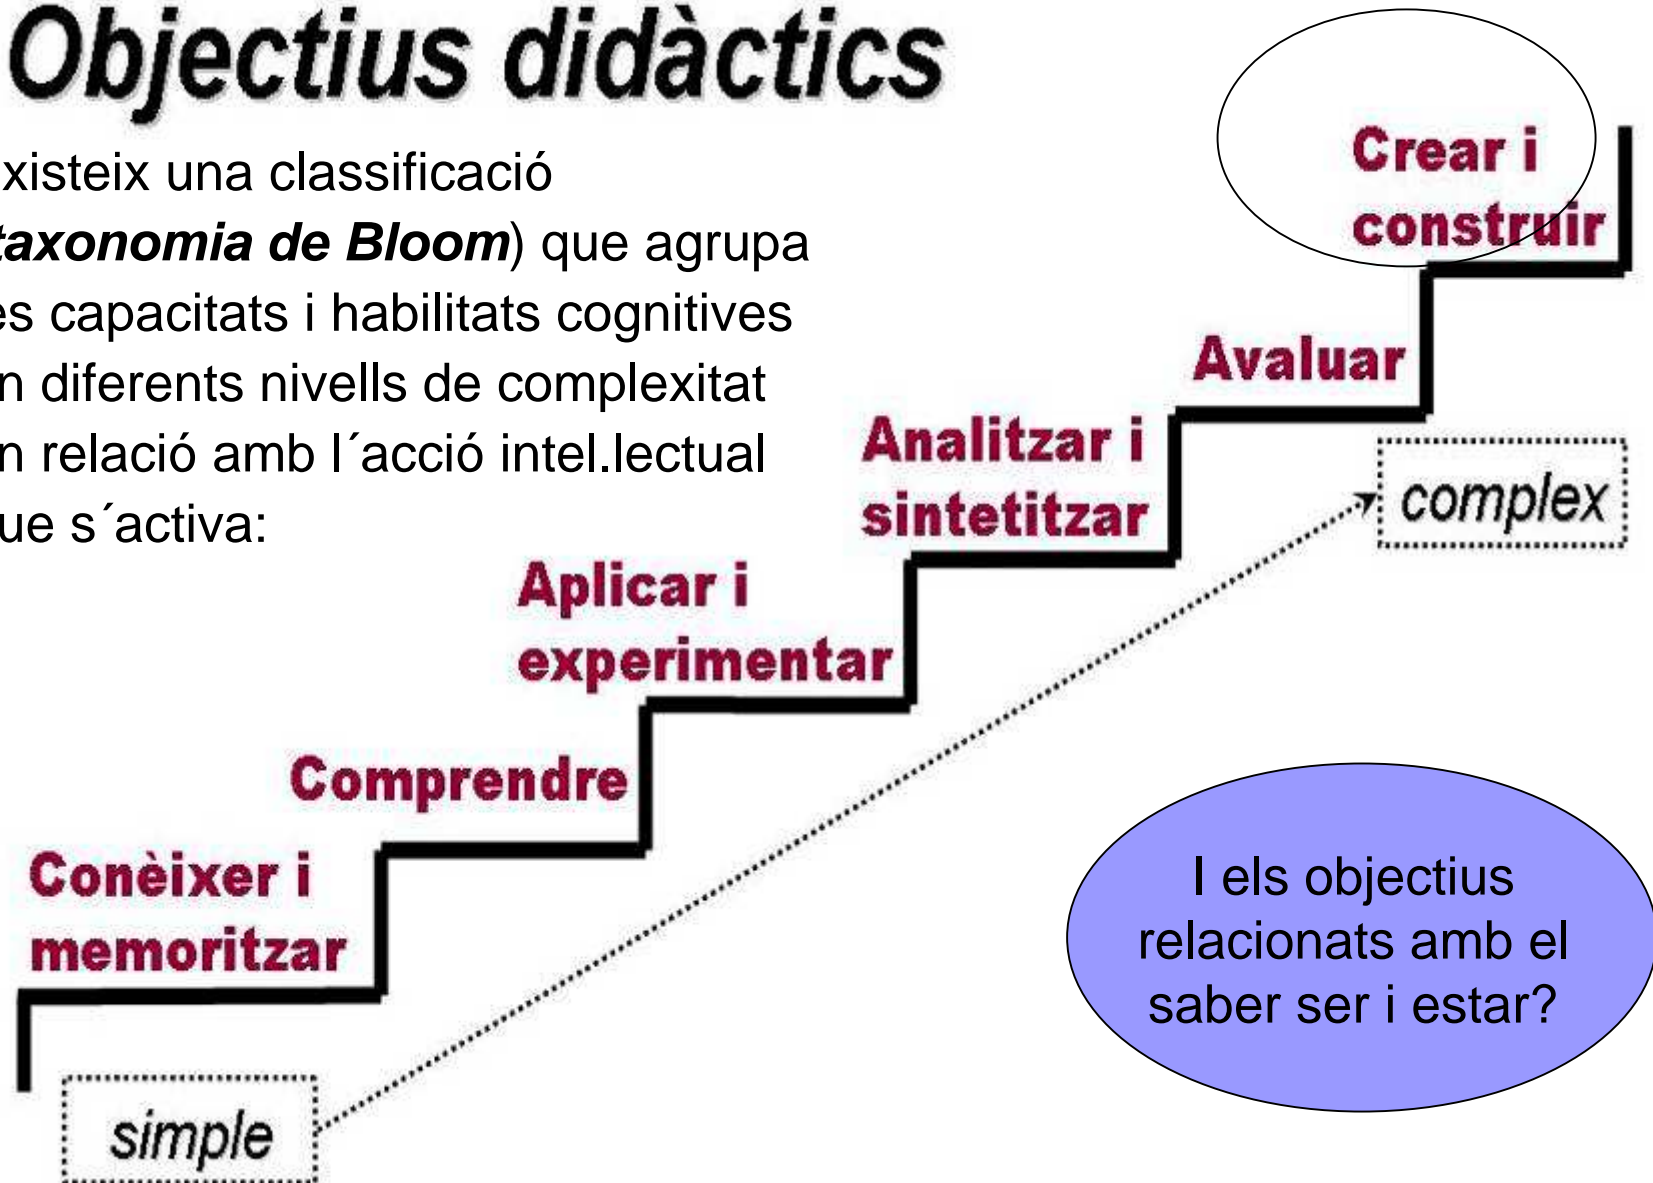 Objectius didàctics
xisteix una classificació
taxonomia de Bloom) que agrupa
es capacitats i habilitats cognitives
n diferents nivells de complexitat
n relació amb l´acció intel.lectual
ue s´activa:
Crear i
construir
Avaluar
Analitzar i
sintetitzar
complex
Aplicar i
experimentar
Comprendre
Conèixer i
memoritzar
simple
I els objectius
relacionats amb el
saber ser i estar?